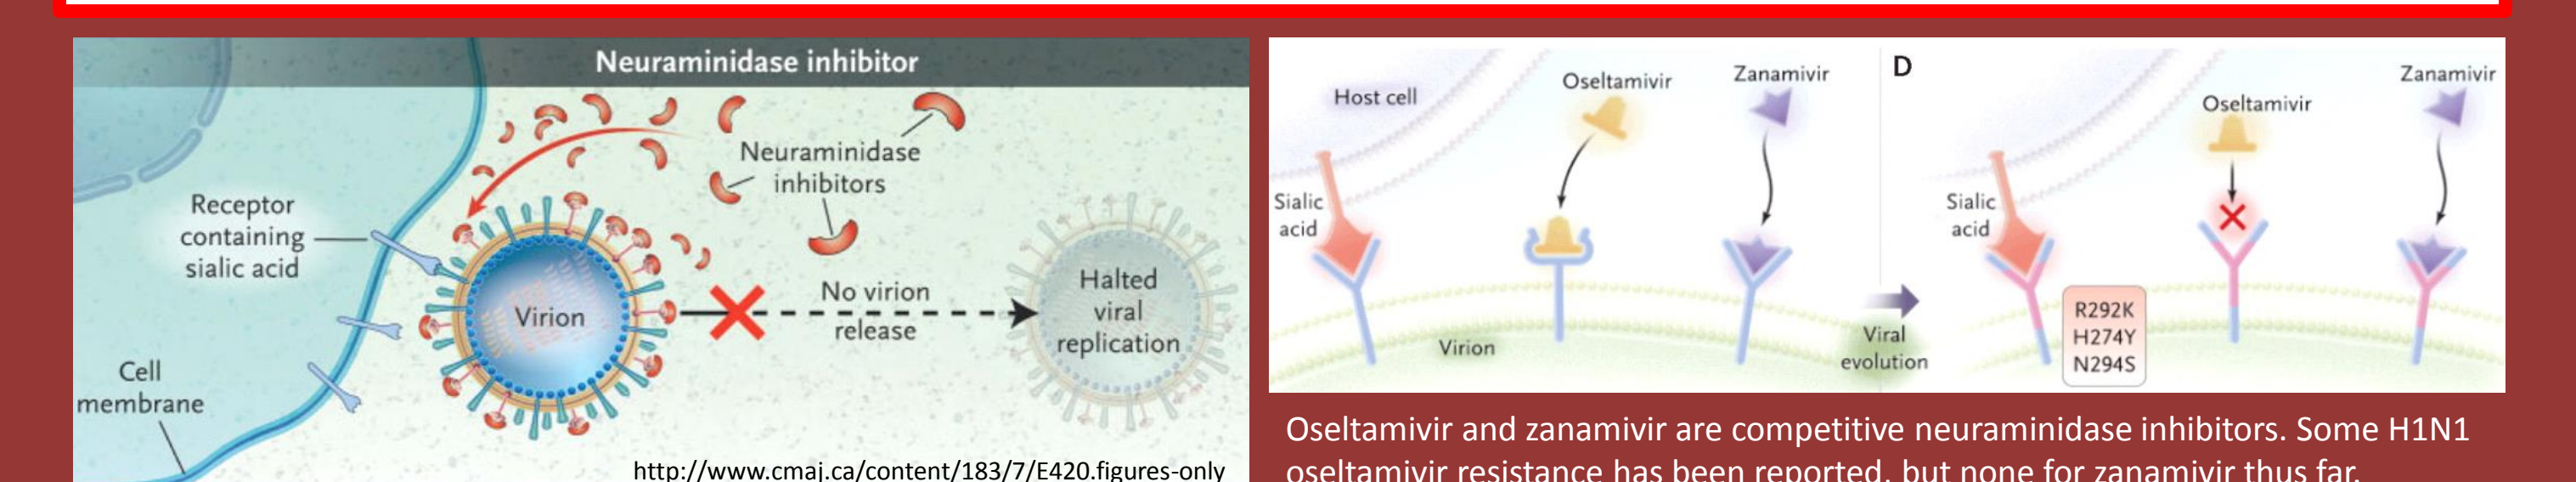 Neuraminidase inhibitor
Neuraminidase
inhibitors
Receptor
containing
sialic acid
Virion
No virion
release
Halted
viral
replication
Cell
membrane
http://www.cmaj.ca/content/183/7/E420.figures-only
Host cell
Oseltamivir
Zanamivir
Sialic
acid
Virion
Viral
evolution
D
Oseltamivir
Zanamivir
Sialic
acid
R292K
H274Y
N294S
Oseltamivir and zanamivir are competitive neuraminidase inhibitors. Some H1N1
oseltamivir resistance has been reported, but none for zanamivir thus far.